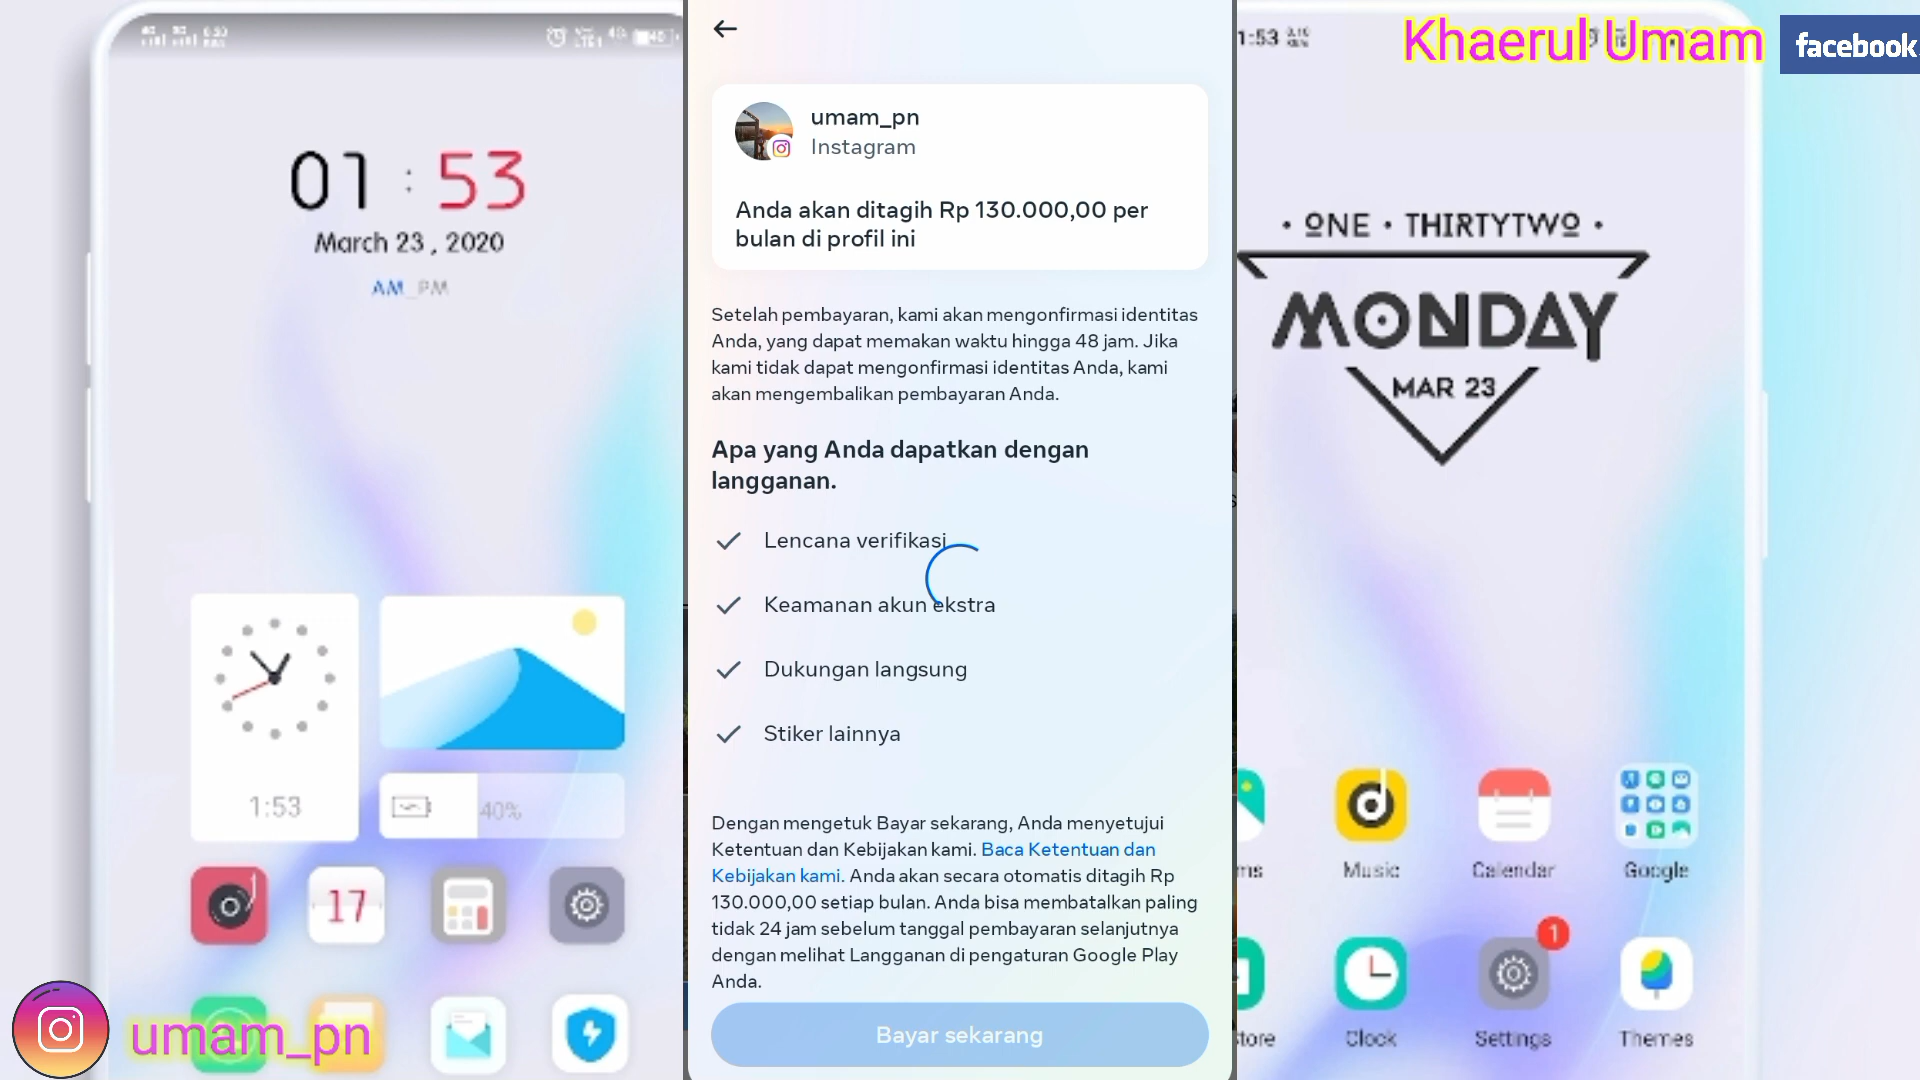 01 : 53
March 23 , 2020
AM_PM
1:53
40%
17
umam_pn
umam_pn
Instagram
Anda akan ditagih Rp 130.000,00 per
bulan di profil ini
Setelah pembayaran, kami akan mengonfirmasi identitas
Anda, yang dapat memakan waktu hingga 48 jam. Jika
kami tidak dapat mengonfirmasi identitas Anda, kami
akan mengembalikan pembayaran Anda.
Apa yang Anda dapatkan dengan
langganan.
Lencana verifikasi
Keamanan akun ekstra
Dukungan langsung
Stiker lainnya
Dengan mengetuk Bayar sekarang, Anda menyetujui
Ketentuan dan Kebijakan kami. Baca Ketentuan dan
Kebijakan kami. Anda akan secara otomatis ditagih Rp
130.000,00 setiap bulan. Anda bisa membatalkan paling
tidak 24 jam sebelum tanggal pembayaran selanjutnya
dengan melihat Langganan di pengaturan Google Play
Anda.
Bayar sekarang
Khaerul Umam
facebook
1:53
• ONE • THIRTYTWO •
MONDAY
MAR 23
ms Music Calendar Google
1
tore Clock Settings Themes